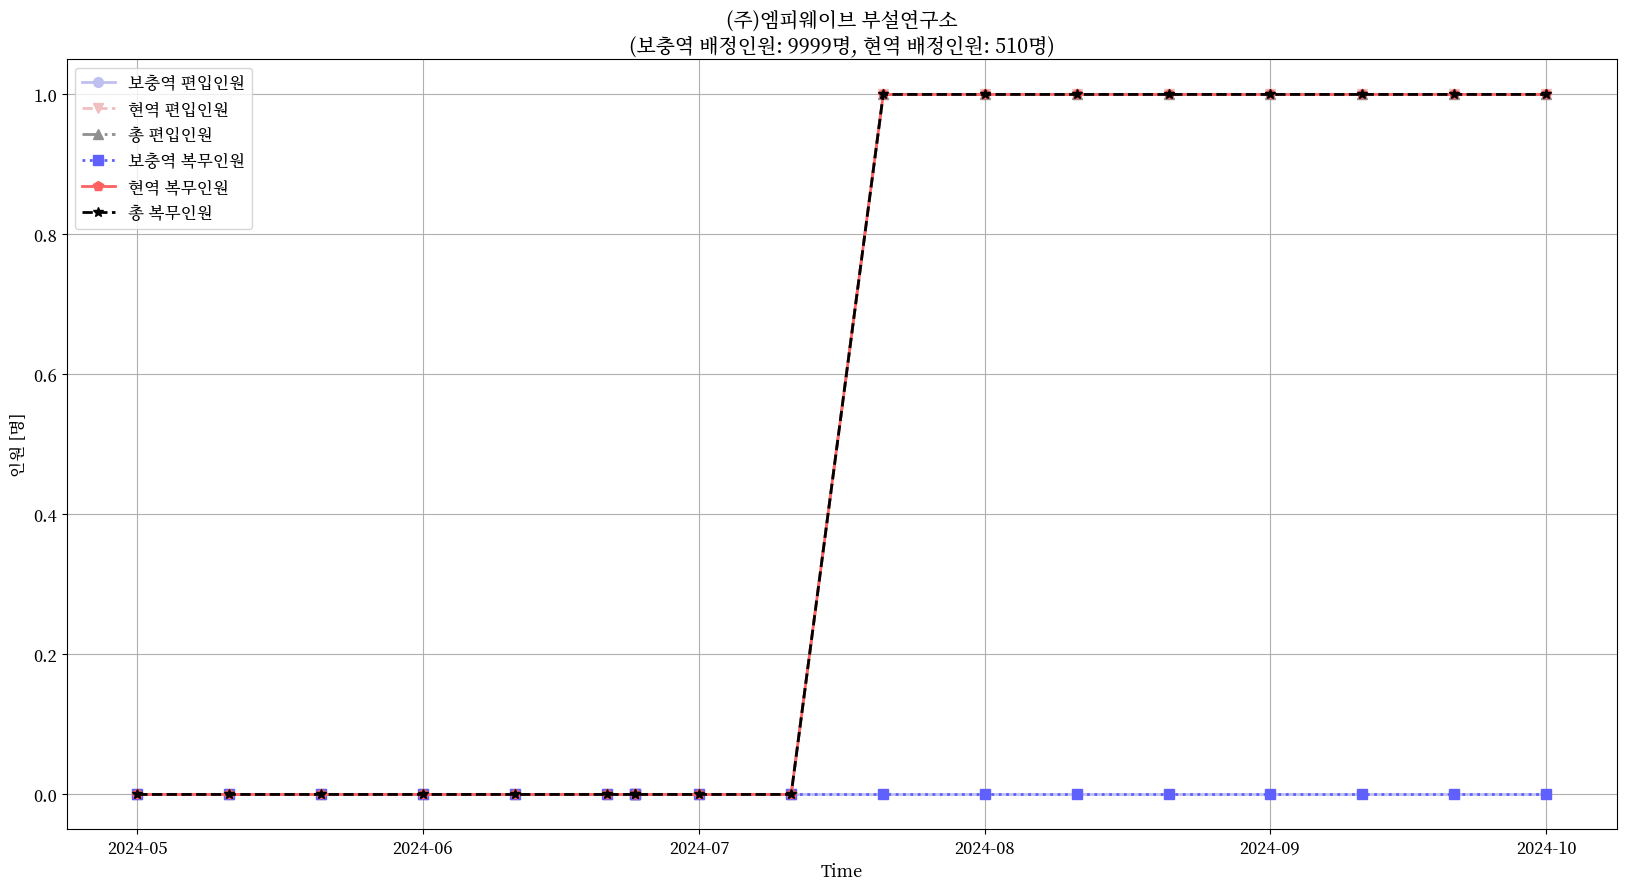 (주)엠피웨이브 부설연구소
(보충역 배정인원: 9999명, 현역 배정인원: 510명)
보충역 편입인원
현역 편입인원
총 편입인원
보충역 복무인원
현역 복무인원
총 복무인원
1.0
0.8
0.6
0.4
0.2
0.0
인원 [명]
2024-05
2024-06
2024-07
2024-08
2024-09
2024-10
Time